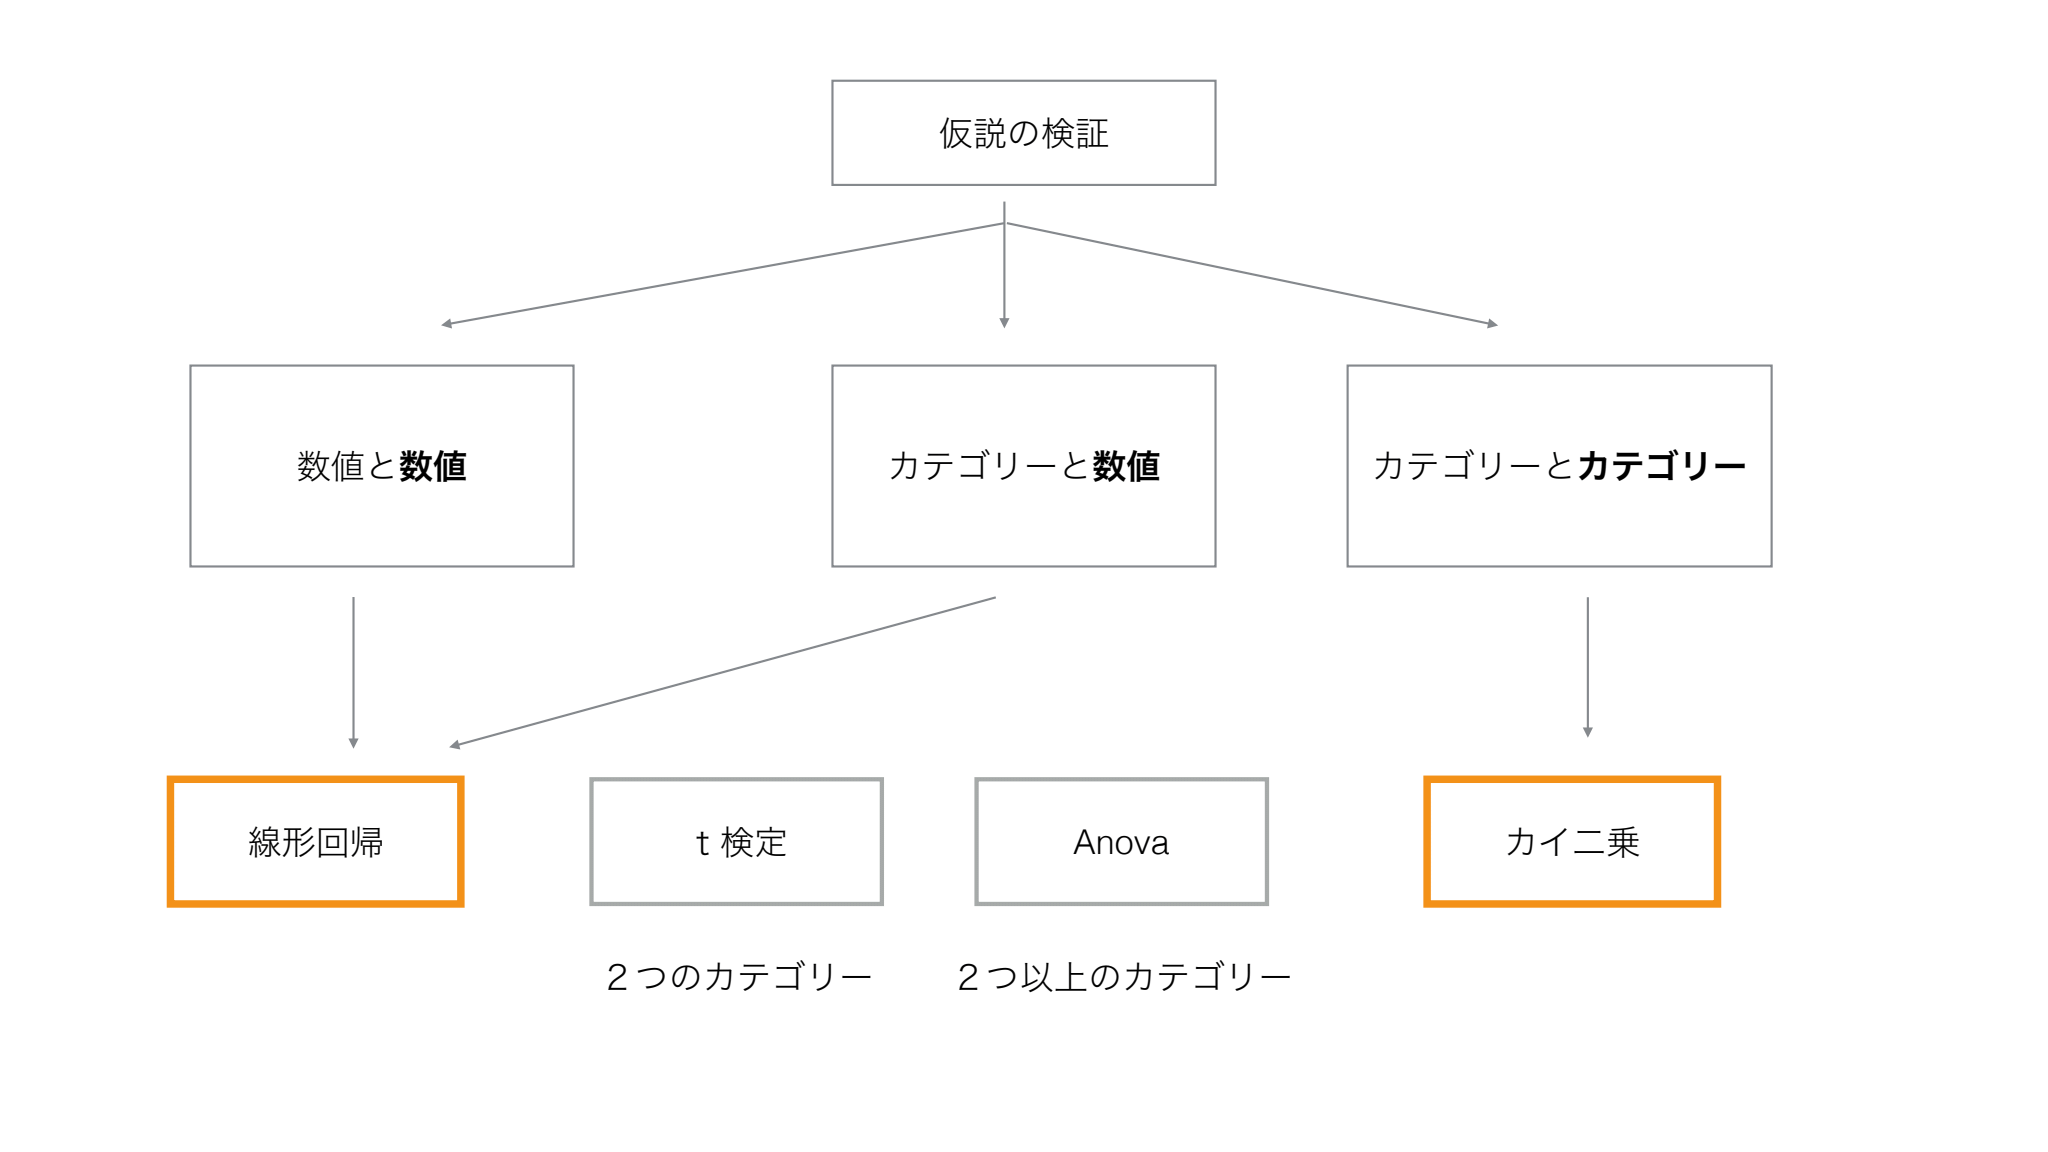 仮説の検証
数値と数値
カテゴリーと数値
カテゴリーとカテゴリー
線形回帰
t 検定
Anova
カイ二乗
２つのカテゴリー
２つ以上のカテゴリー